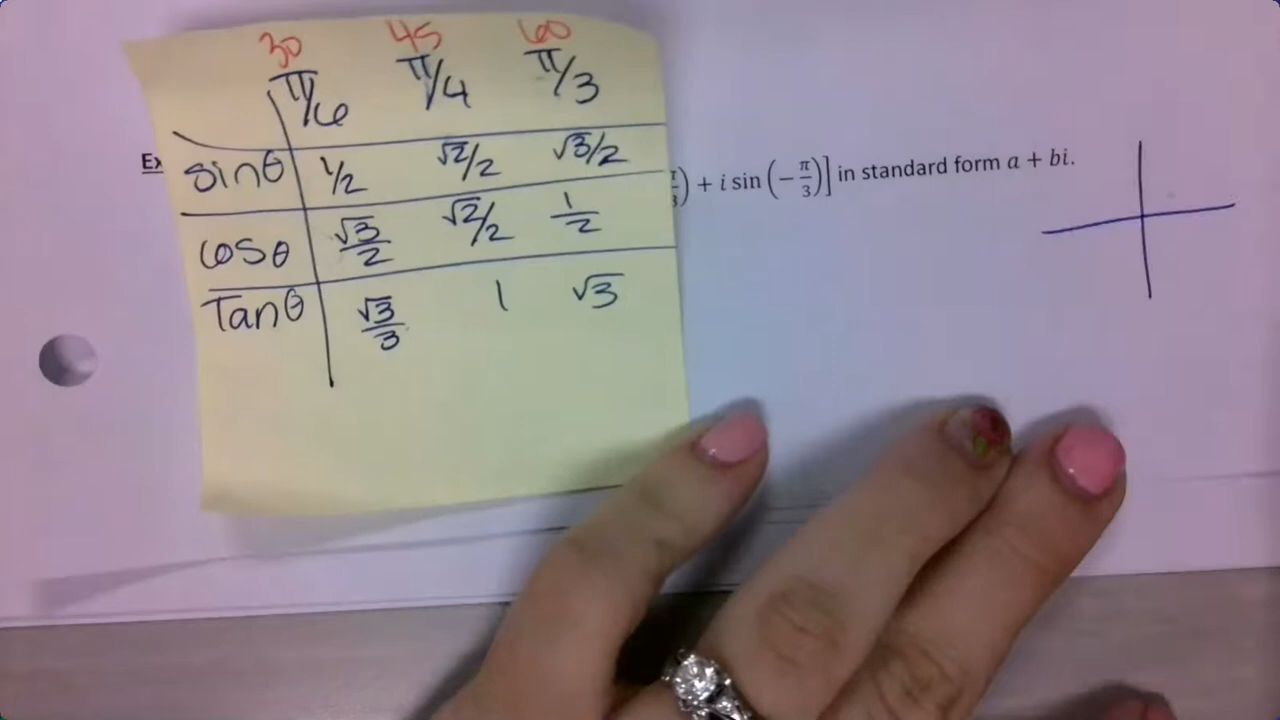 30 45 60
π/6 π/4 π/3
sinθ 1/2 √2/2 √3/2
cosθ √3/2 √2/2 1/2
Tanθ √3/3 1 √3
Ex
π/3) + i sin (−π/3)] in standard form a + bi.